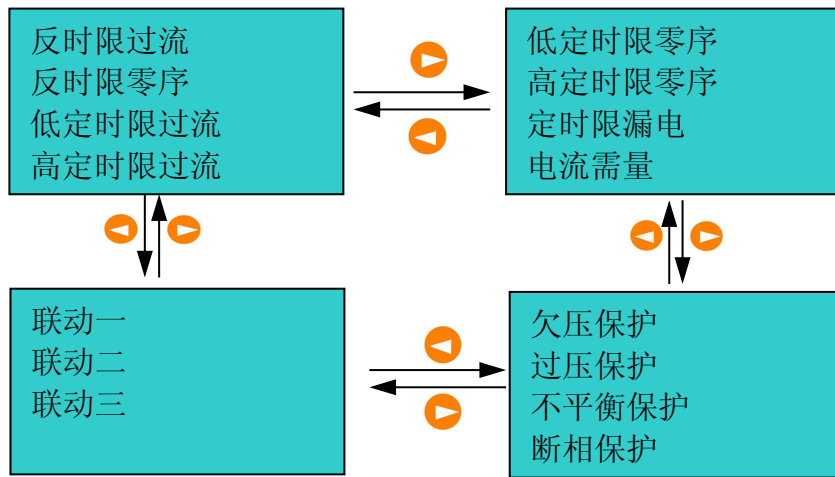 反时限过流
反时限零序
低定时限过流
高定时限过流
低定时限零序
高定时限零序
定时限漏电
电流需量
联动一
联动二
联动三
欠压保护
过压保护
不平衡保护
断相保护